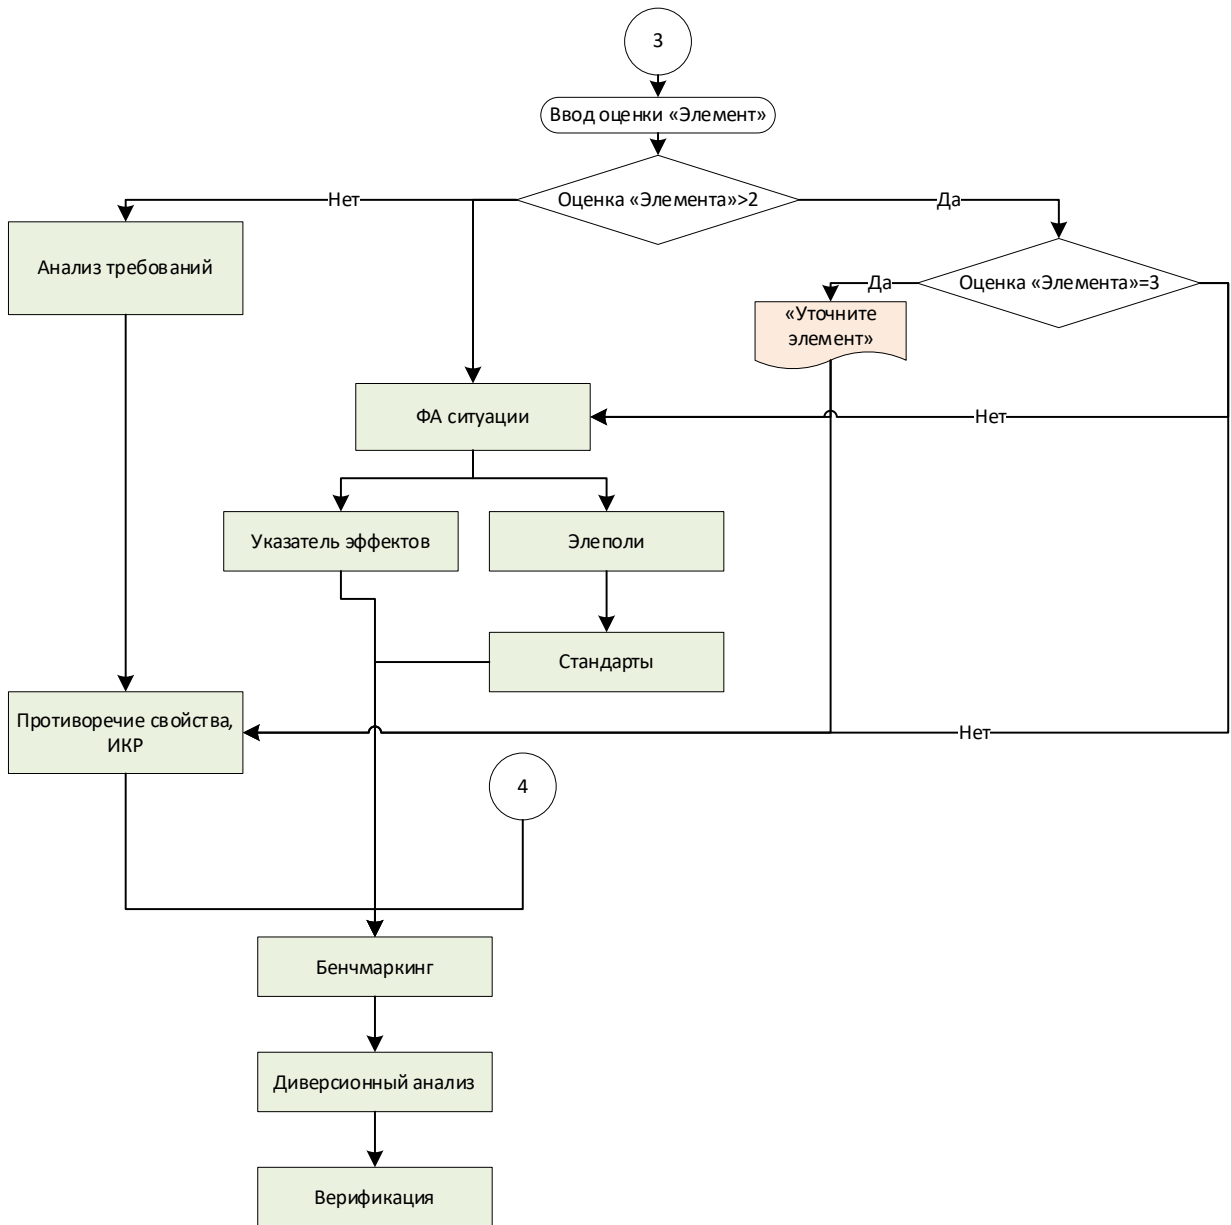 3
Ввод оценки «Элемент»
Оценка «Элемента»>2
Нет
Да
Анализ требований
Оценка «Элемента»=3
Да
«Уточните
элемент»
ФА ситуации
Нет
Указатель эффектов
Элеполи
Стандарты
Противоречие свойства,
ИКР
Нет
4
Бенчмаркинг
Диверсионный анализ
Верификация